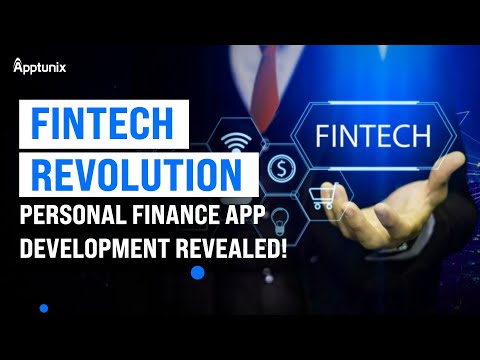 Apptunix
FINTECH
REVOLUTION
PERSONAL FINANCE APP
DEVELOPMENT REVEALED!
FINTECH
$